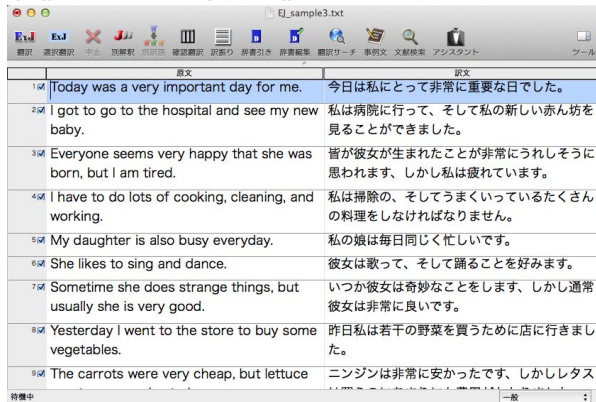 EJ_sample3.txt
ExJ ExJ
翻訳 選択翻訳 中止 別解釈 別訳語 確認翻訳 訳振り 辞書引き 辞書編集 翻訳サーチ 事例文 文献検索 アシスタント ツール
原文 訳文
1 Today was a very important day for me. 今日は私にとって非常に重要な日でした。
2 I got to go to the hospital and see my new 私は病院に行って、そして私の新しい赤ん坊を
baby. 見ることができました。
3 Everyone seems very happy that she was 皆が彼女が生まれたことが非常にうれしそうに
born, but I am tired. 思われます、しかし私は疲れています。
4 I have to do lots of cooking, cleaning, and 私は掃除の、そしてうまくいっているたくさん
working. の料理をしなければなりません。
5 My daughter is also busy everyday. 私の娘は毎日同じく忙しいです。
6 She likes to sing and dance. 彼女は歌って、そして踊ることを好みます。
7 Sometime she does strange things, but いつか彼女は奇妙なことをします、しかし通常
usually she is very good. 彼女は非常に良いです。
8 Yesterday I went to the store to buy some 昨日私は若干の野菜を買うために店に行きまし
vegetables. た。
9 The carrots were very cheap, but lettuce ニンジンは非常に安かったです、しかしレタス
待機中 一般